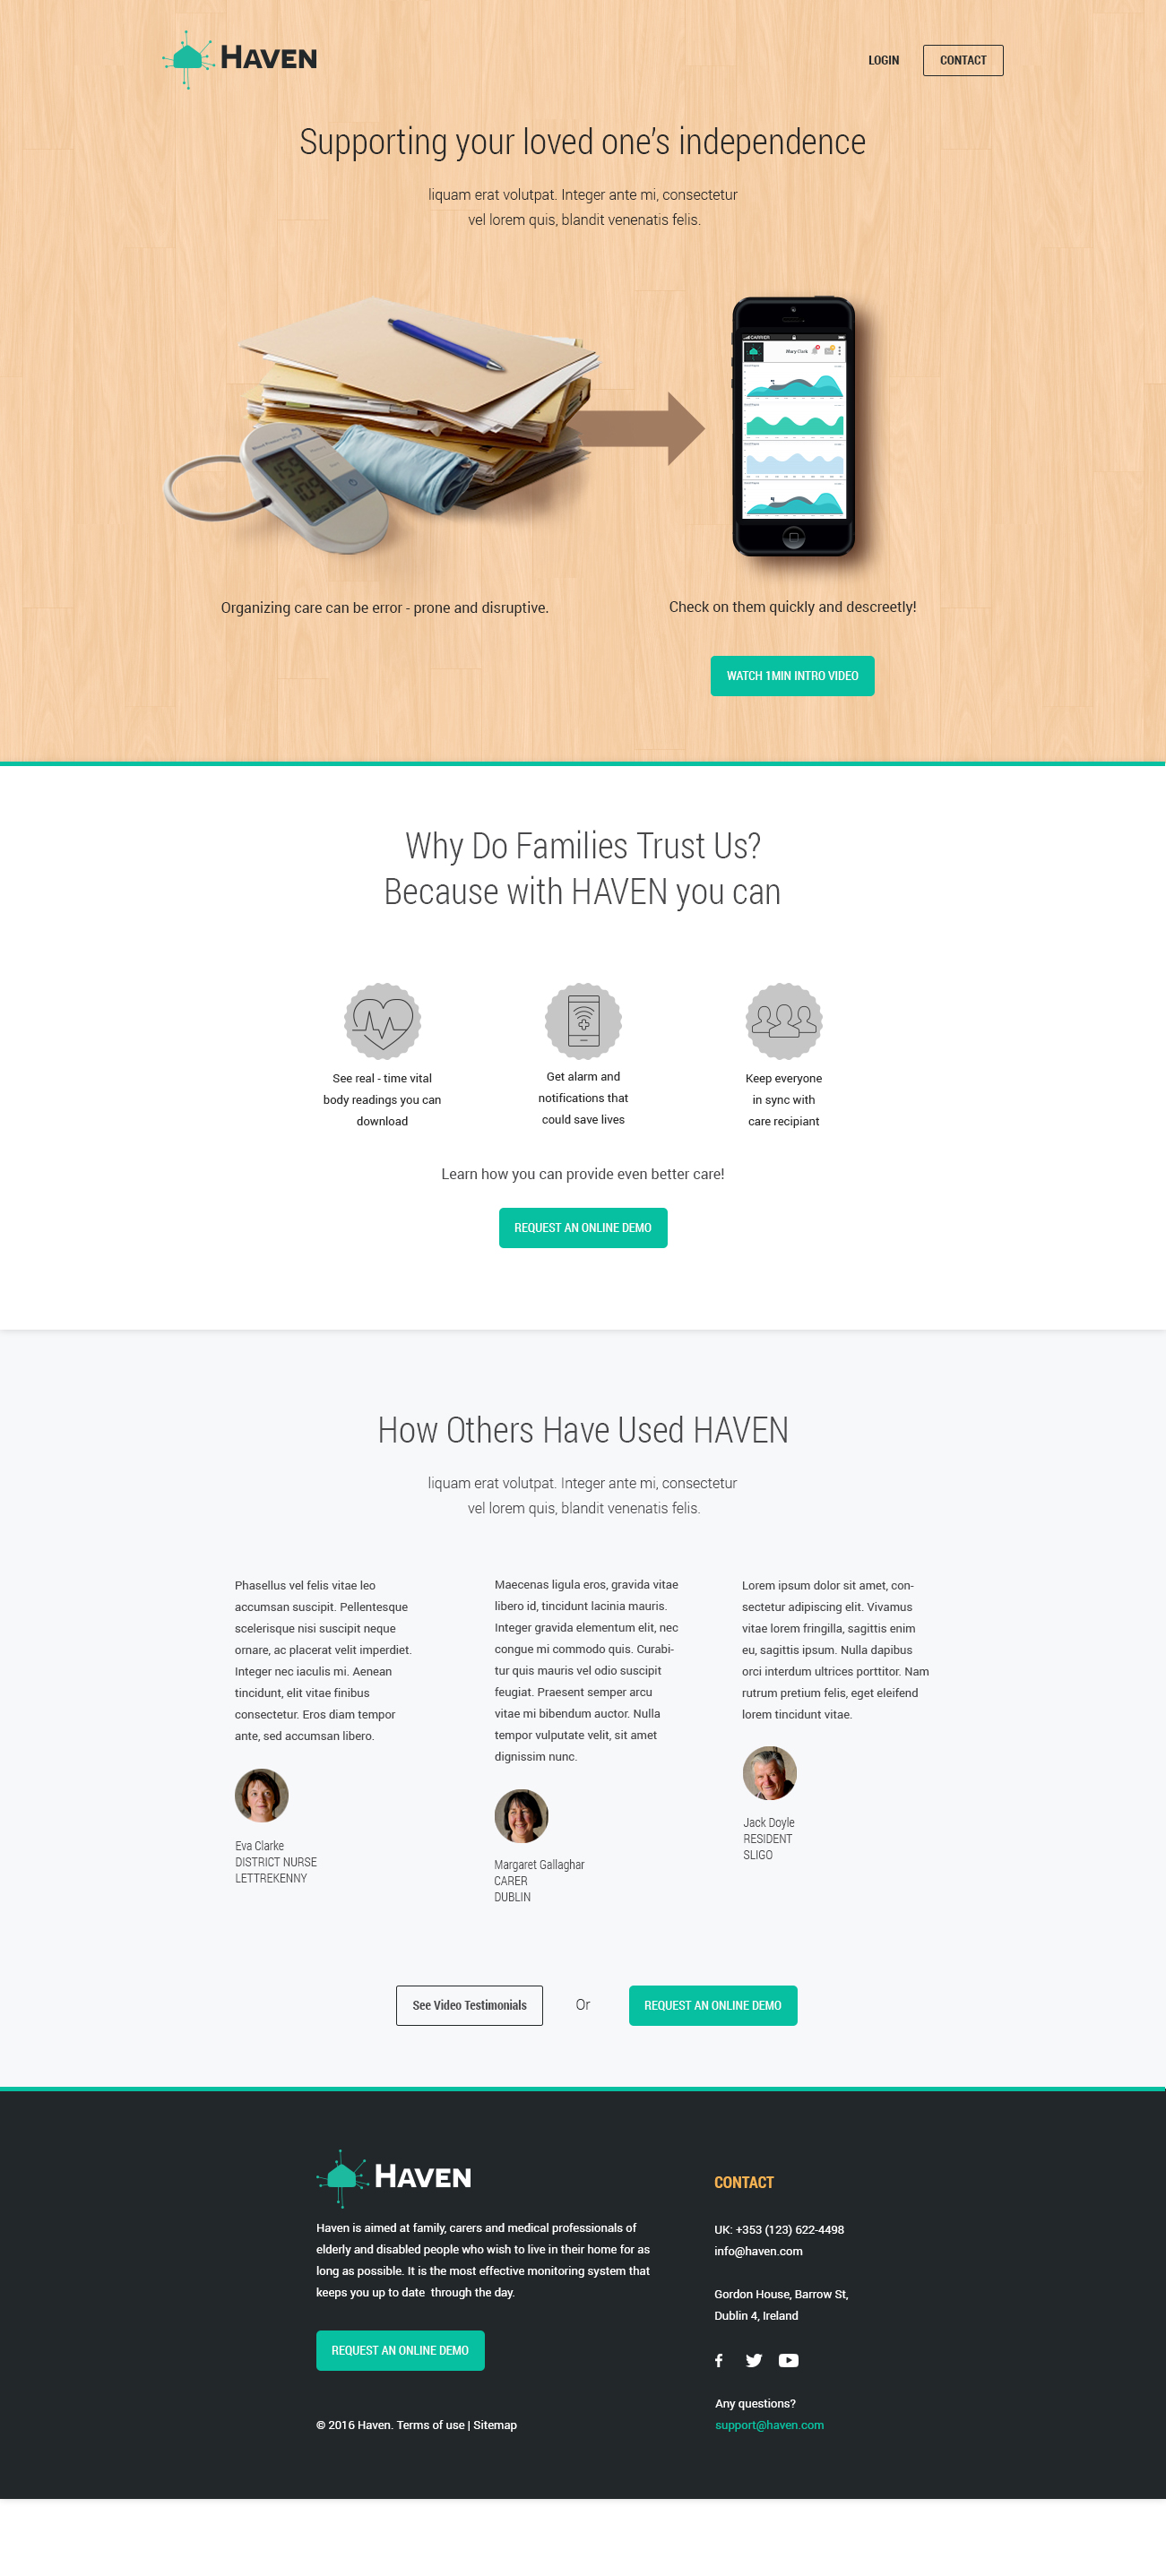 HAVEN
LOGIN
CONTACT
Supporting your loved one's independence
liquam erat volutpat. Integer ante mi, consectetur
vel lorem quis, blandit venenatis felis.
CARRIER
Mary Clark
159
109
Organizing care can be error - prone and disruptive.
Check on them quickly and descreetly!
WATCH 1MIN INTRO VIDEO
Why Do Families Trust Us?
Because with HAVEN you can
See real - time vital
body readings you can
download
Get alarm and
notifications that
could save lives
Keep everyone
in sync with
care recipiant
Learn how you can provide even better care!
REQUEST AN ONLINE DEMO
How Others Have Used HAVEN
liquam erat volutpat. Integer ante mi, consectetur
vel lorem quis, blandit venenatis felis.
Phasellus vel felis vitae leo
accumsan suscipit. Pellentesque
scelerisque nisi suscipit neque
ornare, ac placerat velit imperdiet.
Integer nec iaculis mi. Aenean
tincidunt, elit vitae finibus
consectetur. Eros diam tempor
ante, sed accumsan libero.
Eva Clarke
DISTRICT NURSE
LETTREKENNY
Maecenas ligula eros, gravida vitae
libero id, tincidunt lacinia mauris.
Integer gravida elementum elit, nec
congue mi commodo quis. Curabi-
tur quis mauris vel odio suscipit
feugiat. Praesent semper arcu
vitae mi bibendum auctor. Nulla
tempor vulputate velit, sit amet
dignissim nunc.
Margaret Gallaghar
CARER
DUBLIN
Lorem ipsum dolor sit amet, con-
sectetur adipiscing elit. Vivamus
vitae lorem fringilla, sagittis enim
eu, sagittis ipsum. Nulla dapibus
orci interdum ultrices porttitor. Nam
rutrum pretium felis, eget eleifend
lorem tincidunt vitae.
Jack Doyle
RESIDENT
SLIGO
See Video Testimonials
Or
REQUEST AN ONLINE DEMO
HAVEN
Haven is aimed at family, carers and medical professionals of
elderly and disabled people who wish to live in their home for as
long as possible. It is the most effective monitoring system that
keeps you up to date  through the day.
REQUEST AN ONLINE DEMO
© 2016 Haven. Terms of use | Sitemap
CONTACT
UK: +353 (123) 622-4498
info@haven.com
Gordon House, Barrow St,
Dublin 4, Ireland
Any questions?
support@haven.com